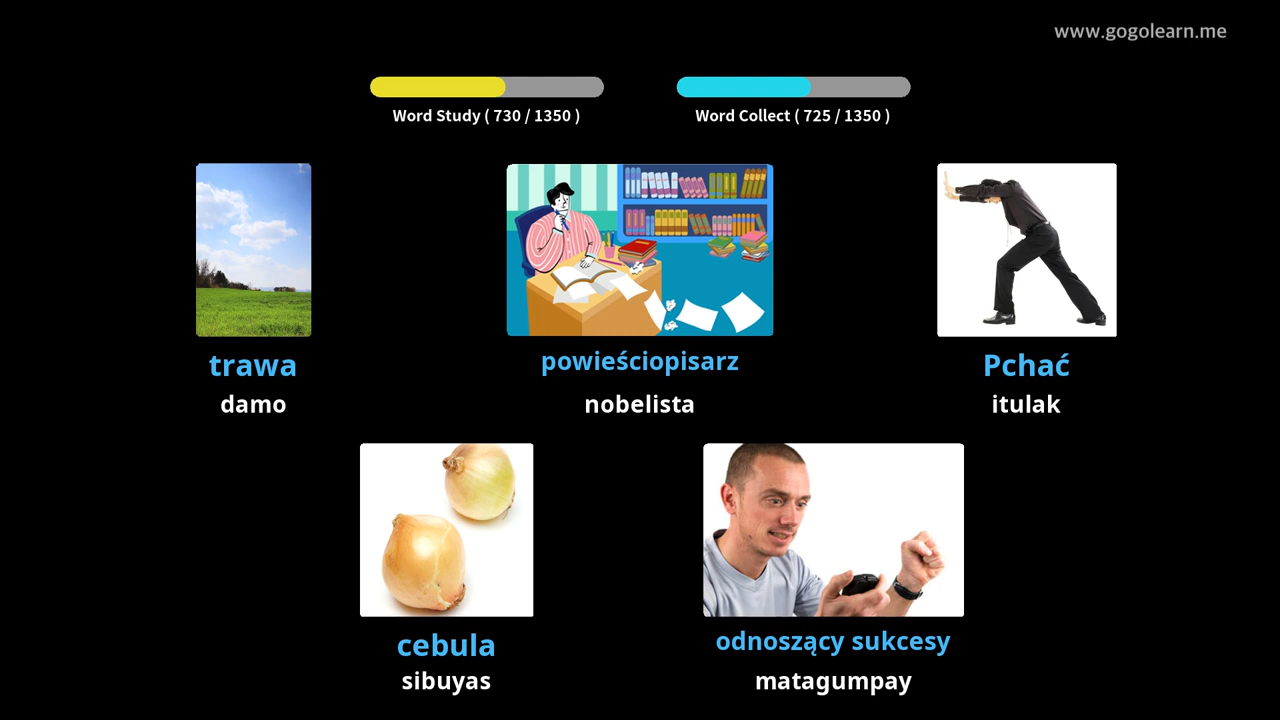 www.gogolearn.me
Word Study ( 730 / 1350 )
Word Collect ( 725 / 1350 )
trawa
damo
powieściopisarz
nobelista
Pchać
itulak
cebula
sibuyas
odnoszący sukcesy
matagumpay